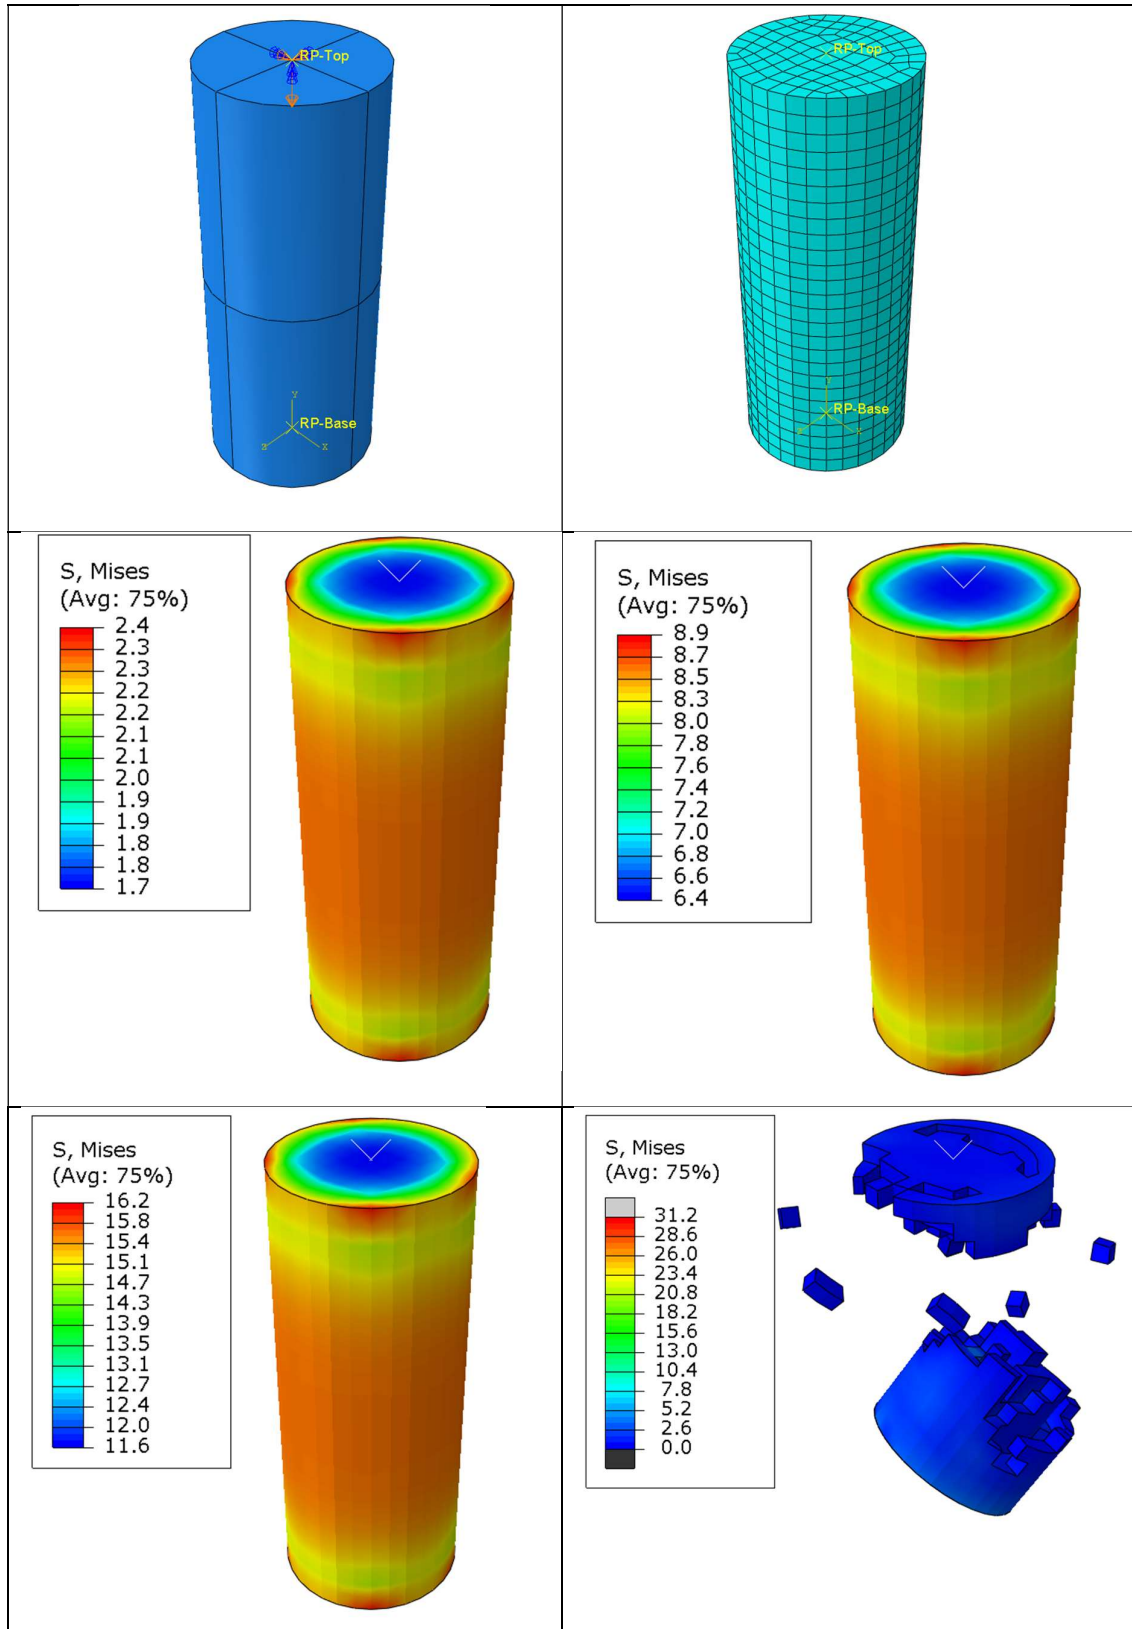 RP-Top
Y
RP-Base
Z
X
RP-Top
Y
RP-Base
Z
X
S, Mises
(Avg: 75%)
2.4
2.3
2.3
2.2
2.2
2.1
2.1
2.0
1.9
1.9
1.8
1.8
1.7
S, Mises
(Avg: 75%)
8.9
8.7
8.5
8.3
8.0
7.8
7.6
7.4
7.2
7.0
6.8
6.6
6.4
S, Mises
(Avg: 75%)
16.2
15.8
15.4
15.1
14.7
14.3
13.9
13.5
13.1
12.7
12.4
12.0
11.6
S, Mises
(Avg: 75%)
31.2
28.6
26.0
23.4
20.8
18.2
15.6
13.0
10.4
7.8
5.2
2.6
0.0